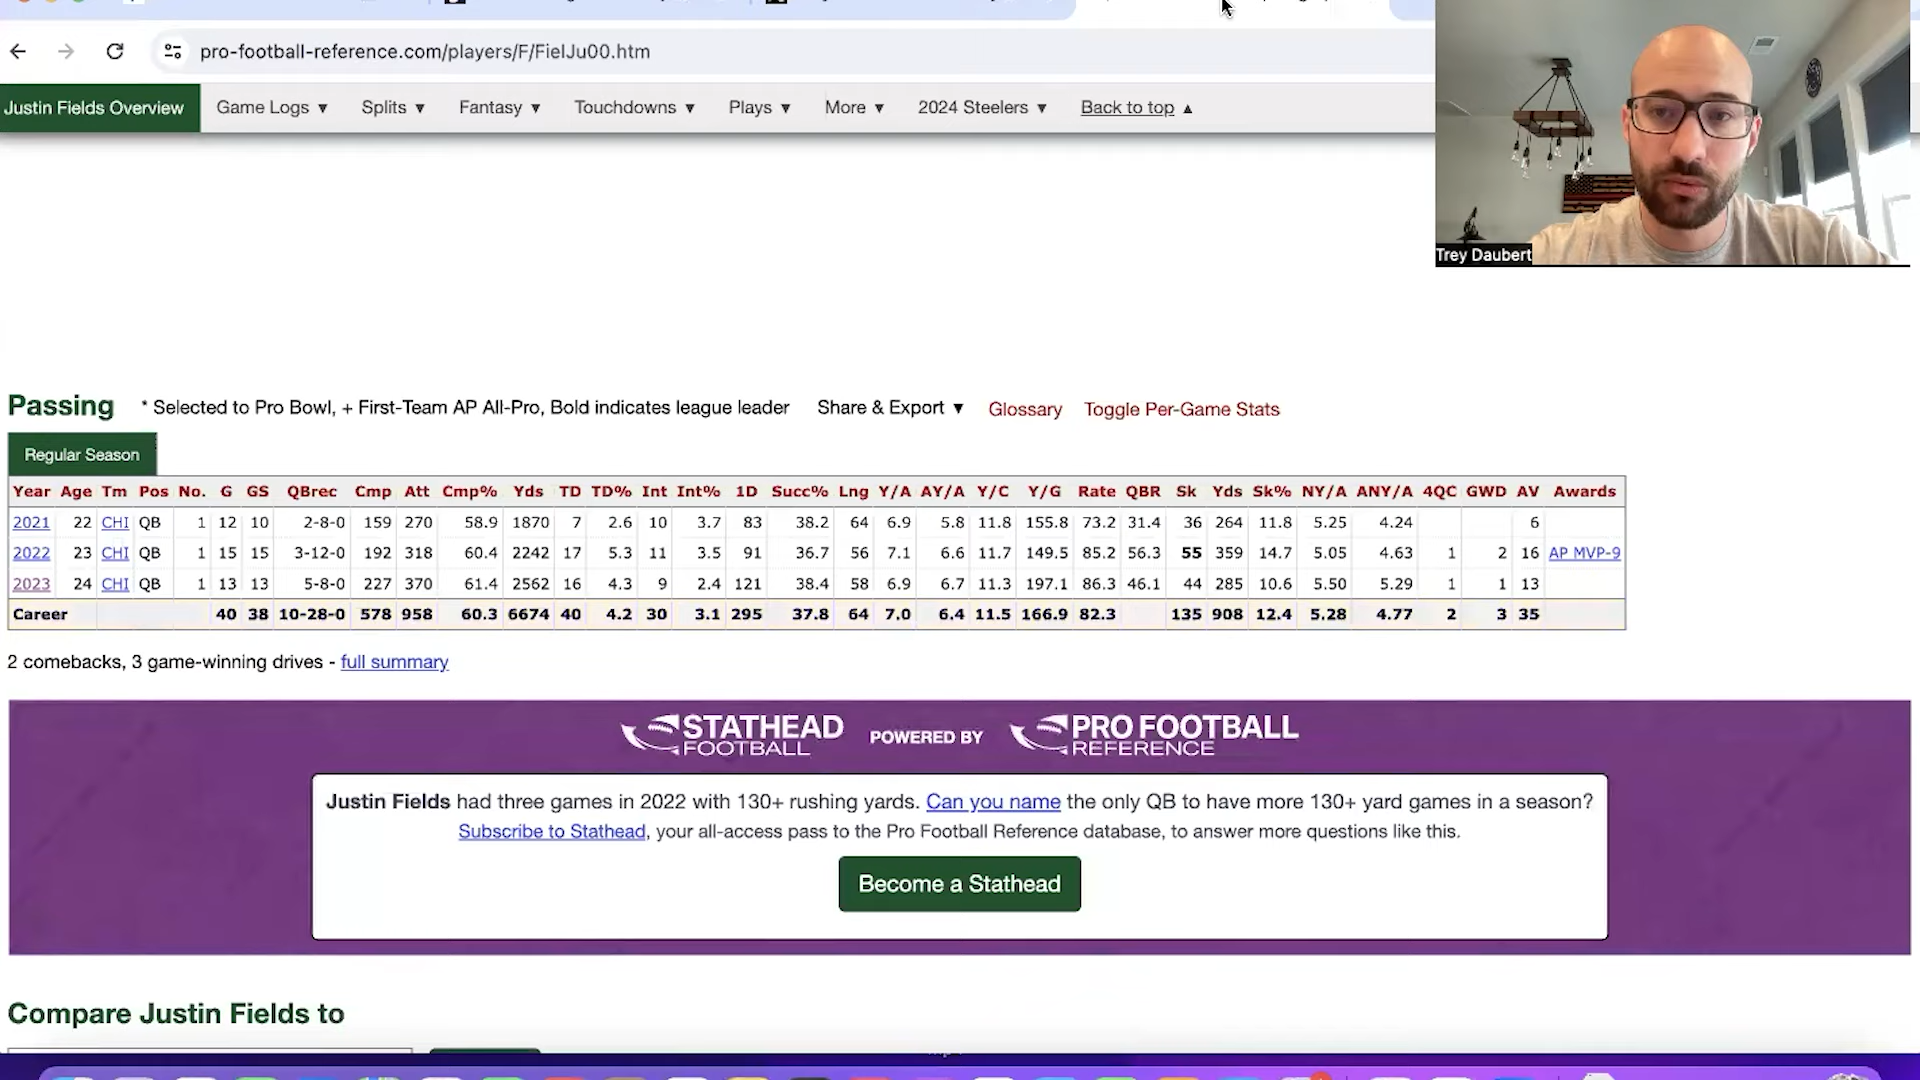 pro-football-reference.com/players/F/FielJu00.htm
Justin Fields Overview Game Logs ▼ Splits ▼ Fantasy ▼ Touchdowns ▼ Plays ▼ More ▼ 2024 Steelers ▼ Back to top ▲
Trey Daubert
Passing * Selected to Pro Bowl, + First-Team AP All-Pro, Bold indicates league leader Share & Export ▼ Glossary Toggle Per-Game Stats
Regular Season
Year Age Tm Pos No. G GS QBrec Cmp Att Cmp% Yds TD TD% Int Int% 1D Succ% Lng Y/A AY/A Y/C Y/G Rate QBR Sk Yds Sk% NY/A ANY/A 4QC GWD AV Awards
2021 22 CHI QB 1 12 10 2-8-0 159 270 58.9 1870 7 2.6 10 3.7 83 38.2 64 6.9 5.8 11.8 155.8 73.2 31.4 36 264 11.8 5.25 4.24 6
2022 23 CHI QB 1 15 15 3-12-0 192 318 60.4 2242 17 5.3 11 3.5 91 36.7 56 7.1 6.6 11.7 149.5 85.2 56.3 55 359 14.7 5.05 4.63 1 2 16 AP MVP-9
2023 24 CHI QB 1 13 13 5-8-0 227 370 61.4 2562 16 4.3 9 2.4 121 38.4 58 6.9 6.7 11.3 197.1 86.3 46.1 44 285 10.6 5.50 5.29 1 1 13
Career 40 38 10-28-0 578 958 60.3 6674 40 4.2 30 3.1 295 37.8 64 7.0 6.4 11.5 166.9 82.3 135 908 12.4 5.28 4.77 2 3 35
2 comebacks, 3 game-winning drives - full summary
STATHEAD FOOTBALL POWERED BY PRO FOOTBALL REFERENCE
Justin Fields had three games in 2022 with 130+ rushing yards. Can you name the only QB to have more 130+ yard games in a season?
Subscribe to Stathead, your all-access pass to the Pro Football Reference database, to answer more questions like this.
Become a Stathead
Compare Justin Fields to